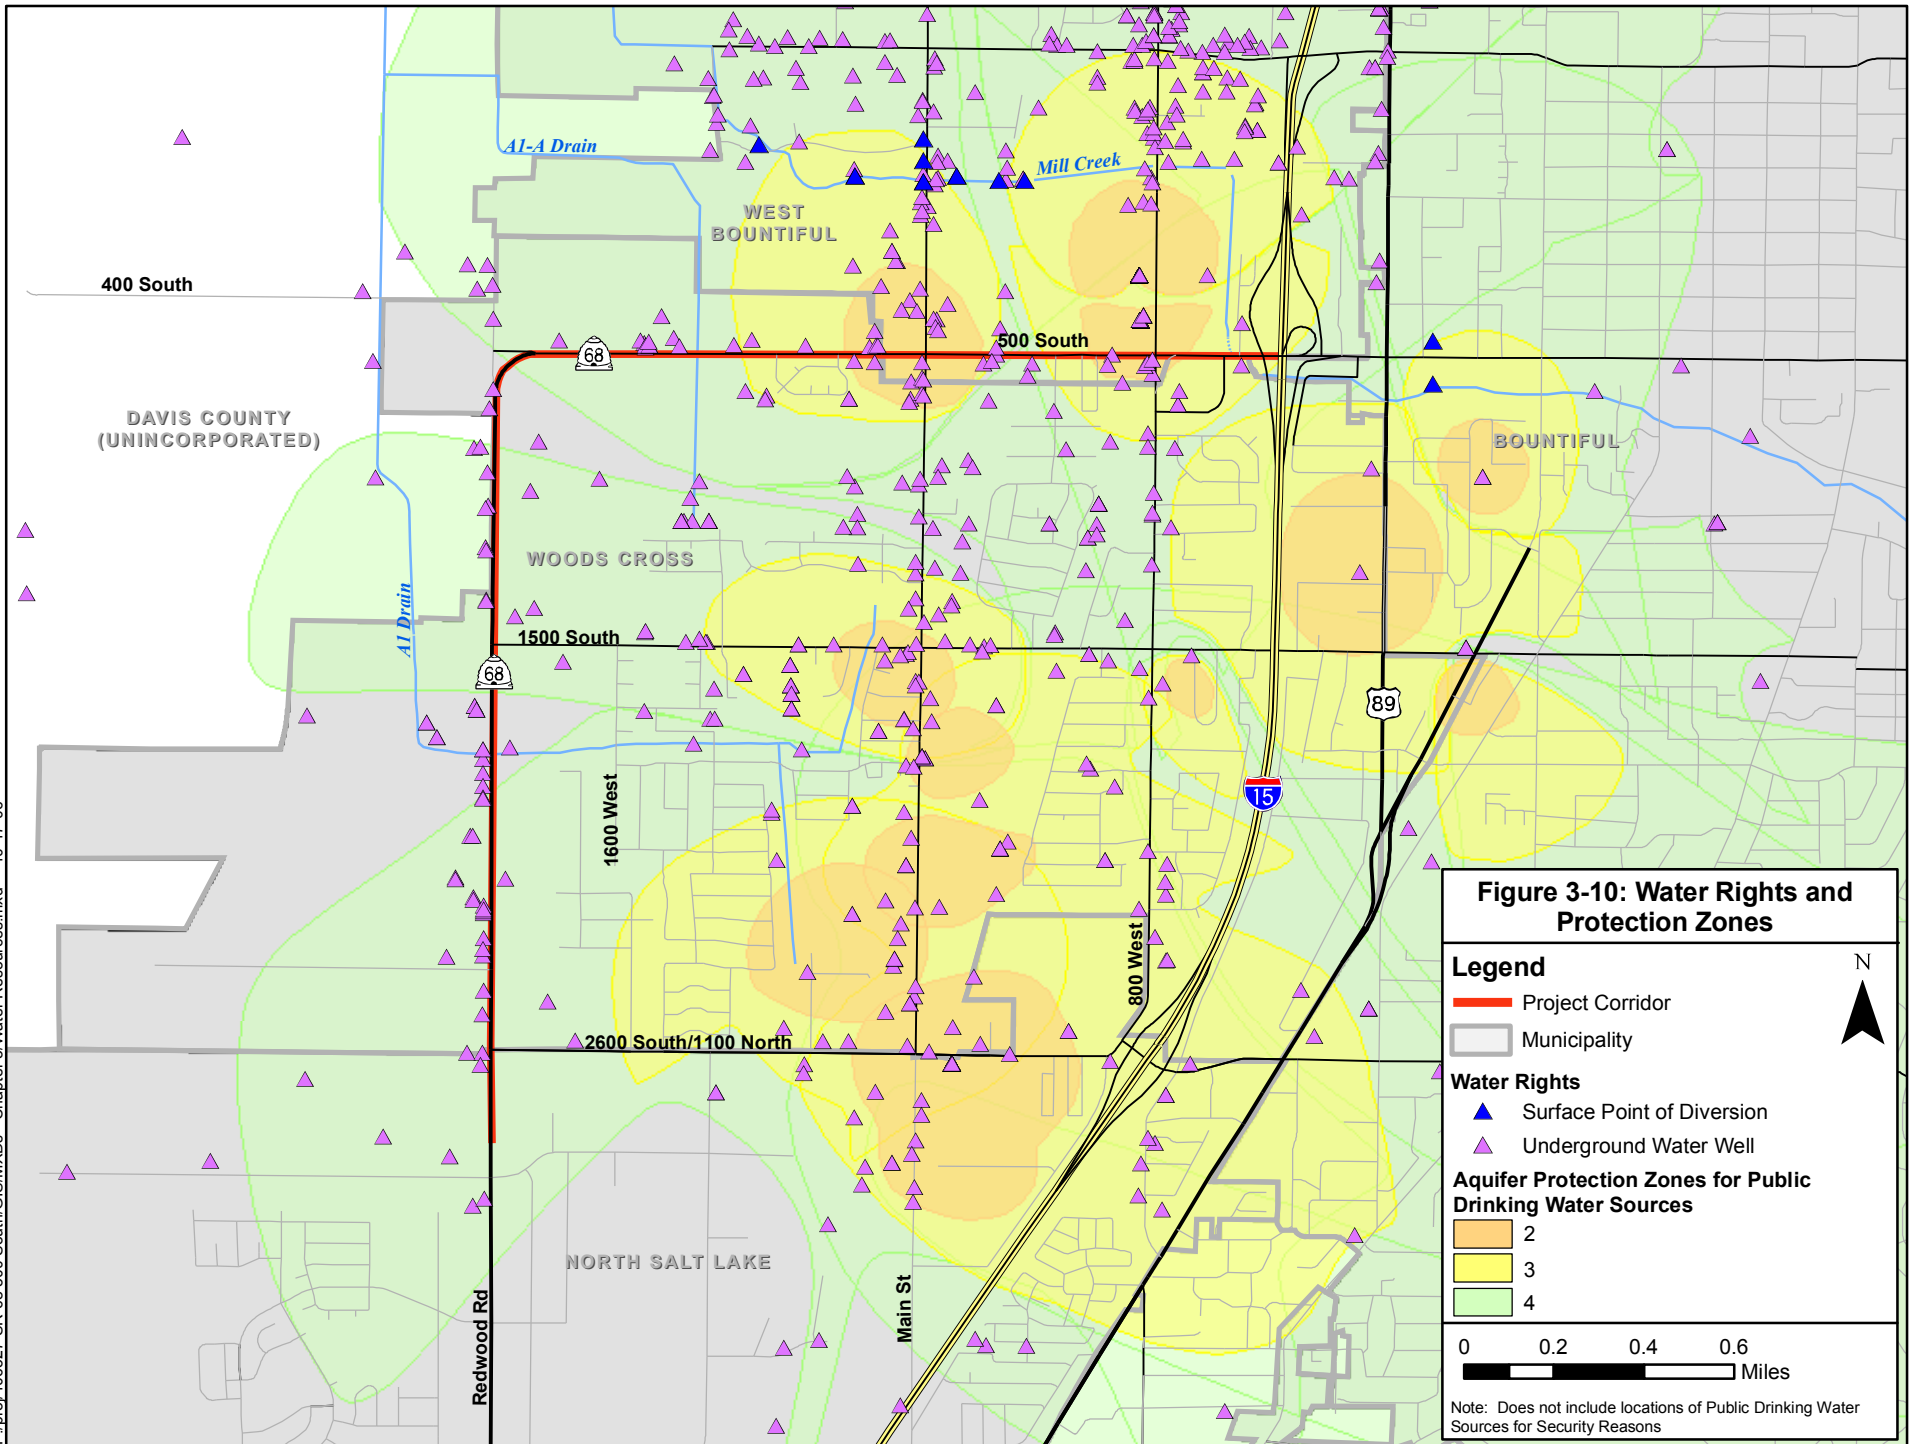 A1-A Drain
Mill Creek
WEST
BOUNTIFUL
400 South
500 South
68
DAVIS COUNTY
(UNINCORPORATED)
BOUNTIFUL
WOODS CROSS
A1 Drain
1500 South
68
89
15
1600 West
800 West
2600 South/1100 North
NORTH SALT LAKE
Main St
Redwood Rd
Figure 3-10: Water Rights and
Protection Zones
Legend
N
Project Corridor
Municipality
Water Rights
Surface Point of Diversion
Underground Water Well
Aquifer Protection Zones for Public
Drinking Water Sources
2
3
4
0 0.2 0.4 0.6
Miles
Note: Does not include locations of Public Drinking Water
Sources for Security Reasons